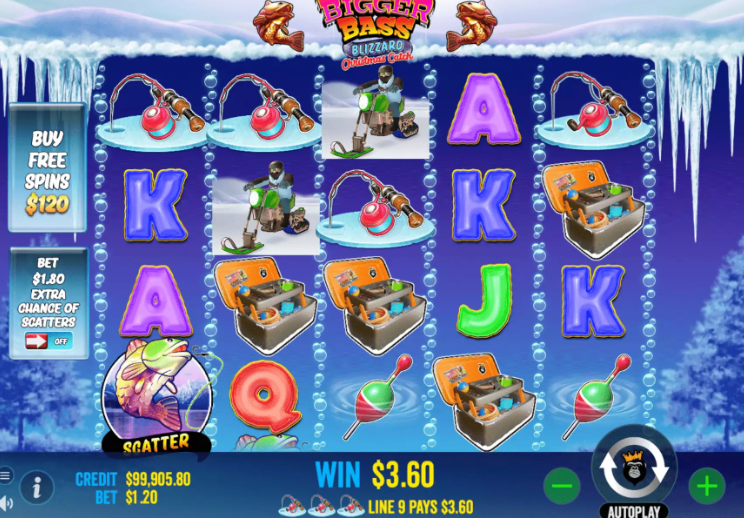 BIGGER
BASS
BLIZZARD
Christmas Catch
BUY
FREE
SPINS
$120
BET
$1.80
EXTRA
CHANCE OF
SCATTERS
OFF
A
K
K
A
J
K
Q
SCATTER
CREDIT $99,905.80
BET $1.20
WIN $3.60
LINE 9 PAYS $3.60
AUTOPLAY